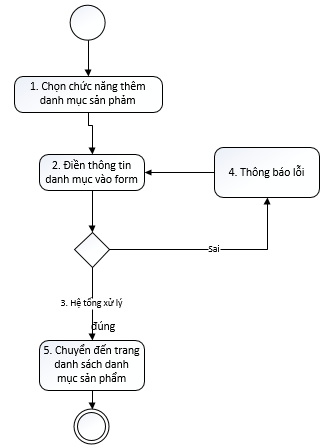 1. Chọn chức năng thêm
danh mục sản phảm
2. Điền thông tin
danh mục vào form
4. Thông báo lỗi
Sai
3. Hệ tống xử lý
đúng
5. Chuyển đến trang
danh sách danh
mục sản phẩm